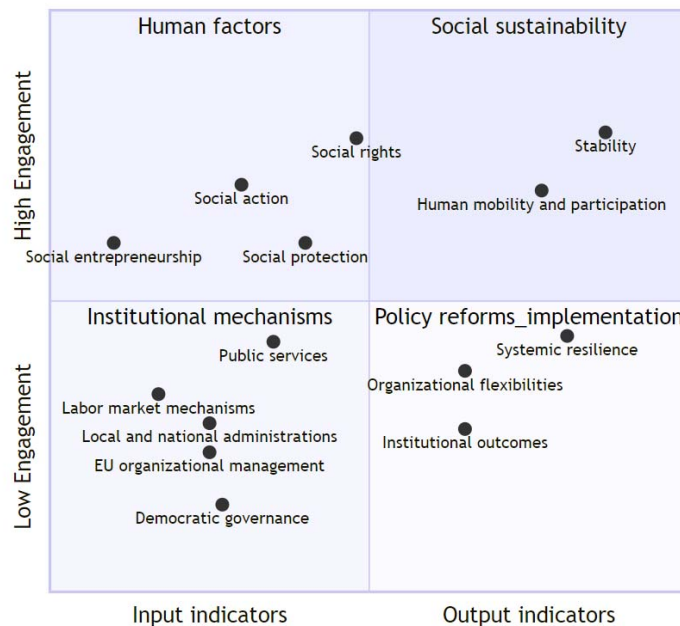 Human factors
Social sustainability
High Engagement
Social rights
Stability
Social action
Human mobility and participation
Social entrepreneurship
Social protection
Institutional mechanisms
Policy reforms_implementation
Low Engagement
Public services
Systemic resilience
Organizational flexibilities
Labor market mechanisms
Local and national administrations
Institutional outcomes
EU organizational management
Democratic governance
Input indicators
Output indicators